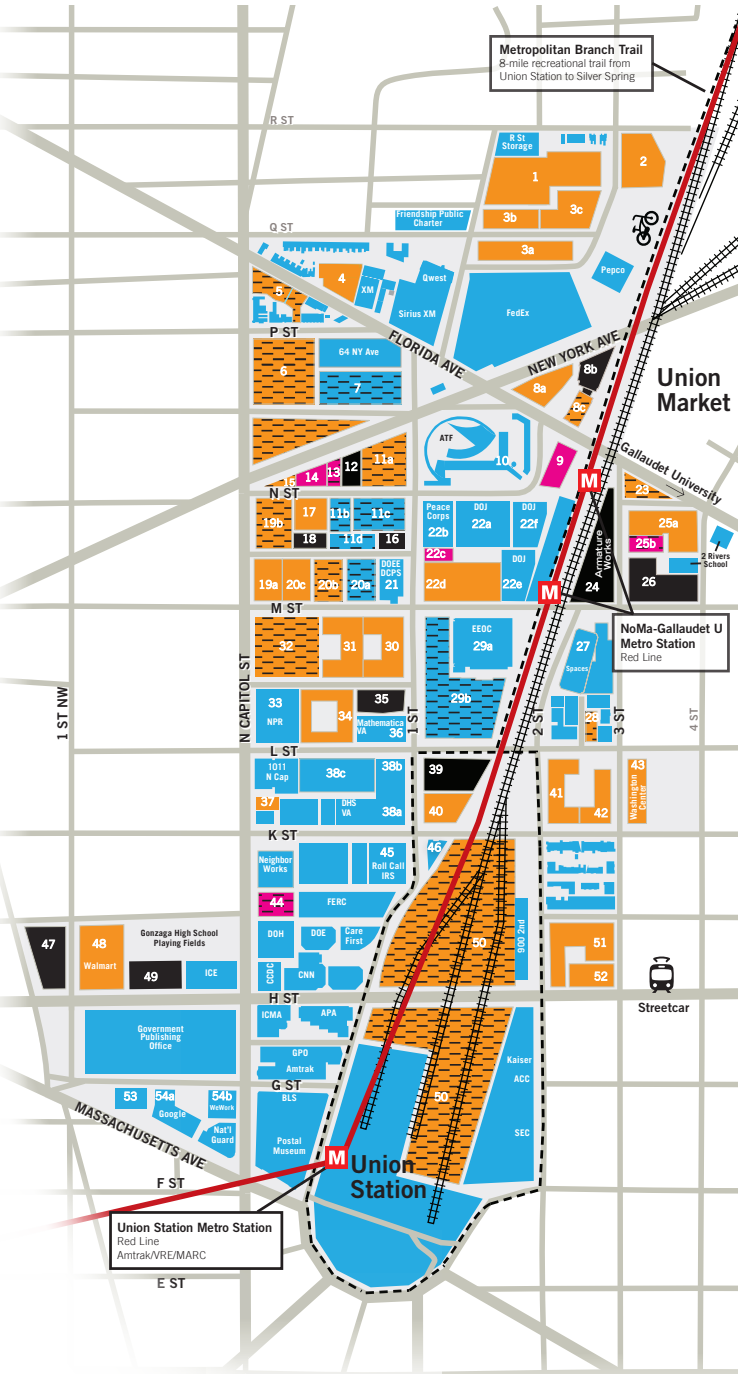 Metropolitan Branch Trail
8-mile recreational trail from
Union Station to Silver Spring
R ST
R St
Storage
1
2
3b
3c
Friendship Public
Charter
Q ST
3a
4
5
XM
Qwest
Sirius XM
FedEx
Pepco
P ST
FLORIDA AVE
NEW YORK AVE
64 NY Ave
6
7
8a
8b
8c
Union
Market
ATF
10
9
M
Gallaudet University
15
14
13
12
11a
N ST
19b
17
11b
11c
18
11d
16
Peace
Corps
22b
DOJ
22a
DOJ
22f
22c
22d
DOJ
22e
Armature
Works
24
23
25a
25b
26
2 Rivers
School
19a
20c
20b
20a
DOEE
DCPS
21
M
M ST
NoMa-Gallaudet U
Metro Station
Red Line
32
31
30
EEOC
29a
29b
27
Spaces
28
33
NPR
34
35
Mathematica
VA
36
1 ST NW
N CAPITOL ST
1 ST
2 ST
3 ST
4 ST
L ST
1011
N Cap
38c
38b
37
DHS
VA
38a
39
40
41
42
43
Washington
Center
K ST
Neighbor
Works
45
Roll Call
IRS
46
44
FERC
DOH
DOE
Care
First
CCDC
CNN
50
900 2nd
51
52
47
48
Walmart
Gonzaga High School
Playing Fields
49
ICE
H ST
Streetcar
ICMA
APA
Government
Publishing
Office
GPO
Amtrak
G ST
BLS
Postal
Museum
50
Kaiser
ACC
SEC
53
54a
Google
54b
WeWork
Nat'l
Guard
MASSACHUSETTS AVE
M
Union
Station
F ST
Union Station Metro Station
Red Line
Amtrak/VRE/MARC
E ST